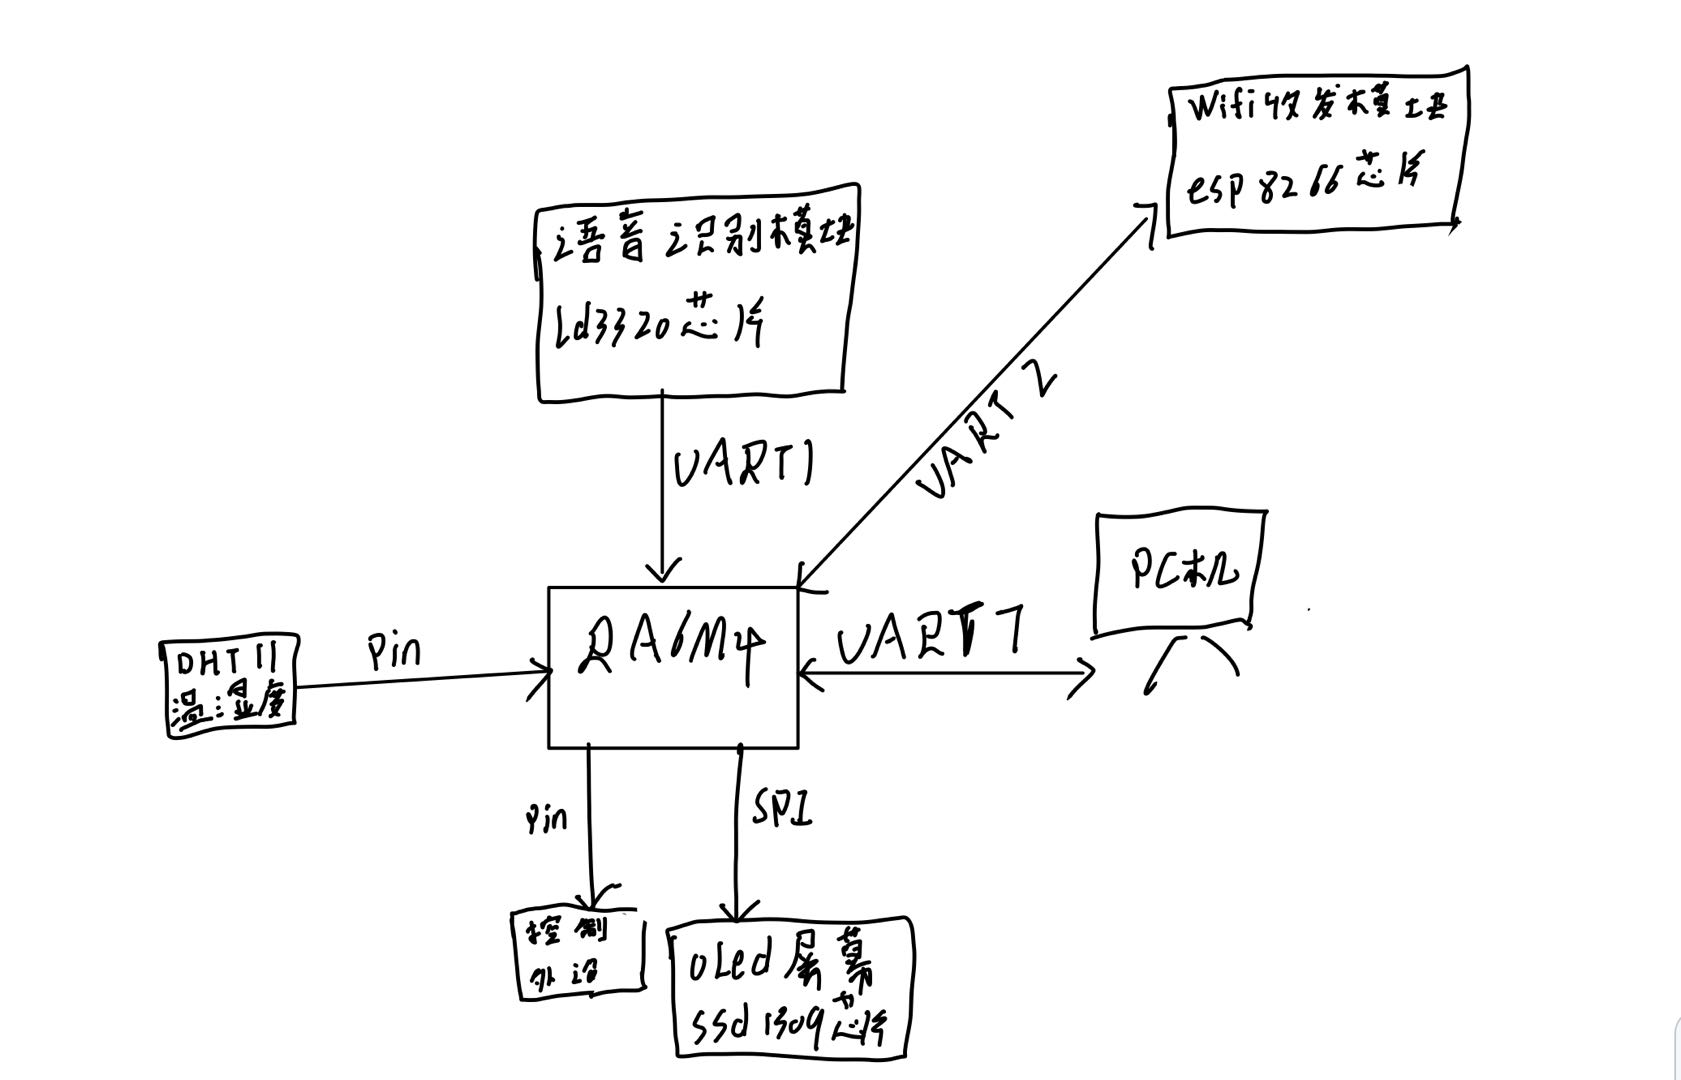 Wifi收发模块
esp8266芯片
语音识别模块
Ld3320芯片
UART1
UART2
PC机
RA6M4
UART7
DHT11
温湿度
Pin
Pin
SPI
控制
外设
oLed屏幕
ssd1309芯片